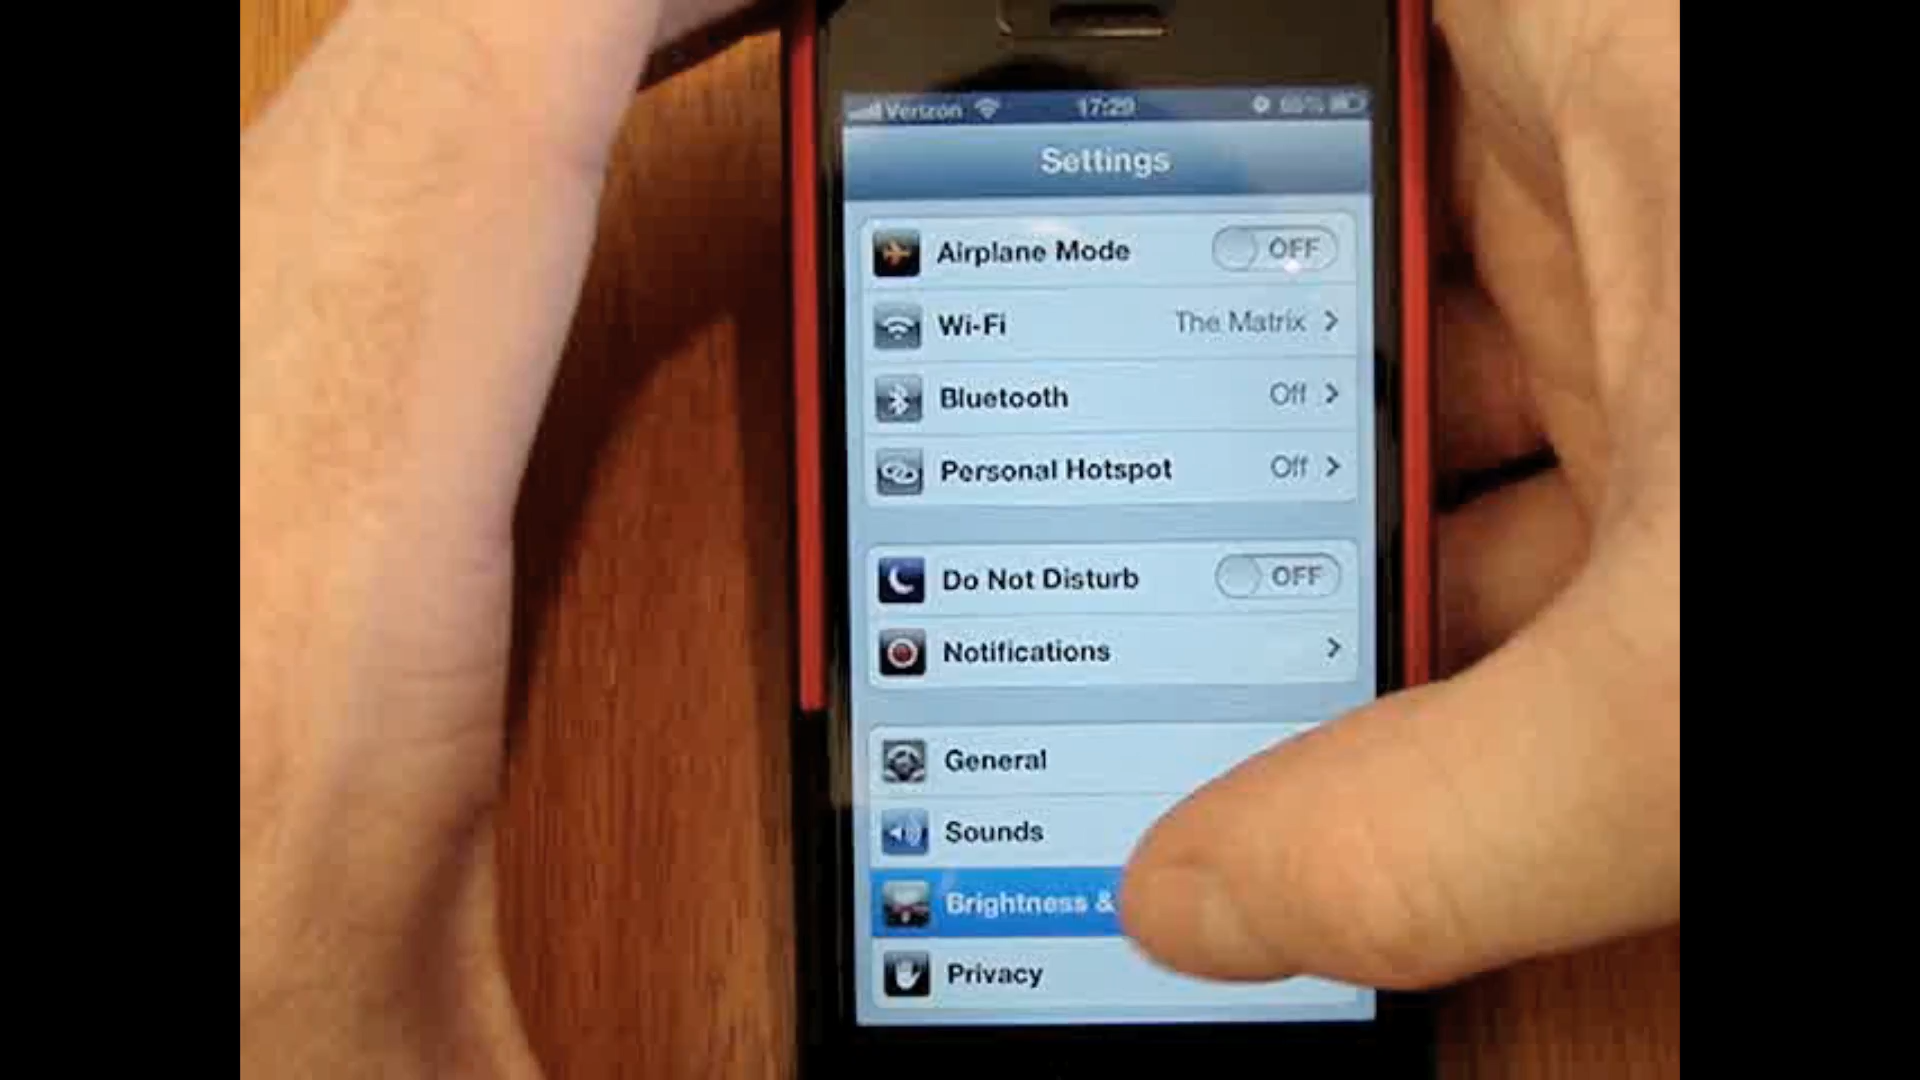 Verizon 17:29
Settings
Airplane Mode OFF
Wi-Fi The Matrix
Bluetooth Off
Personal Hotspot Off
Do Not Disturb OFF
Notifications
General
Sounds
Brightness &
Privacy